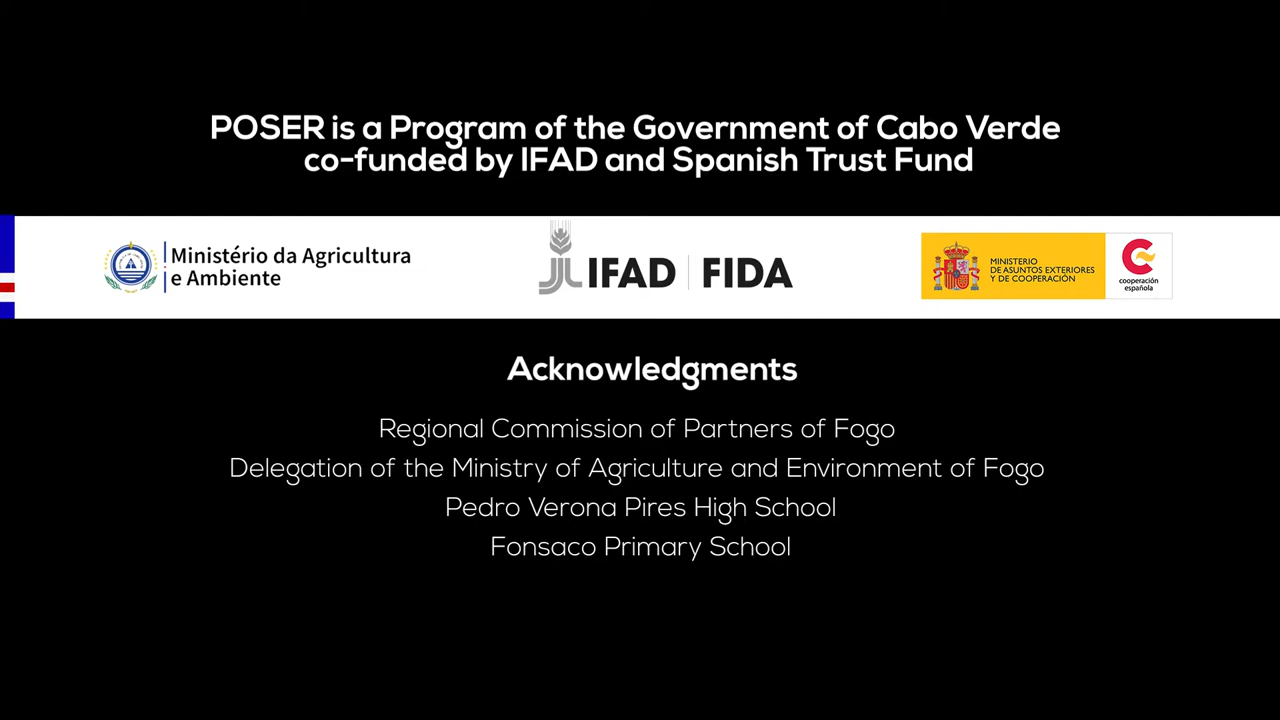 POSER is a Program of the Government of Cabo Verde
co-funded by IFAD and Spanish Trust Fund
Ministério da Agricultura
e Ambiente
IFAD | FIDA
MINISTERIO
DE ASUNTOS EXTERIORES
Y DE COOPERACIÓN
cooperación
española
Acknowledgments
Regional Commission of Partners of Fogo
Delegation of the Ministry of Agriculture and Environment of Fogo
Pedro Verona Pires High School
Fonsaco Primary School